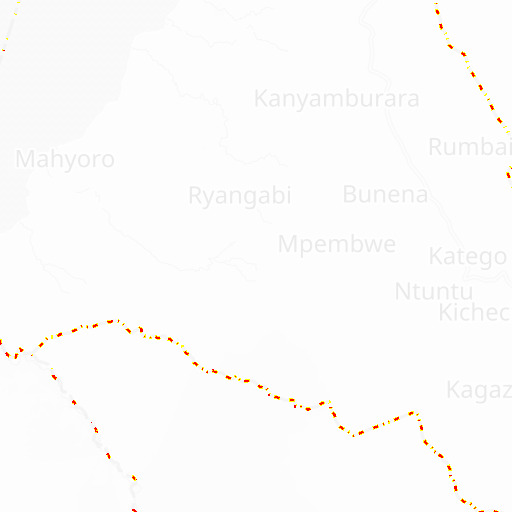 Kanyamburara
Rumbai
Mahyoro
Ryangabi
Bunena
Mpembwe
Katego
Ntuntu
Kichec
Kagaz